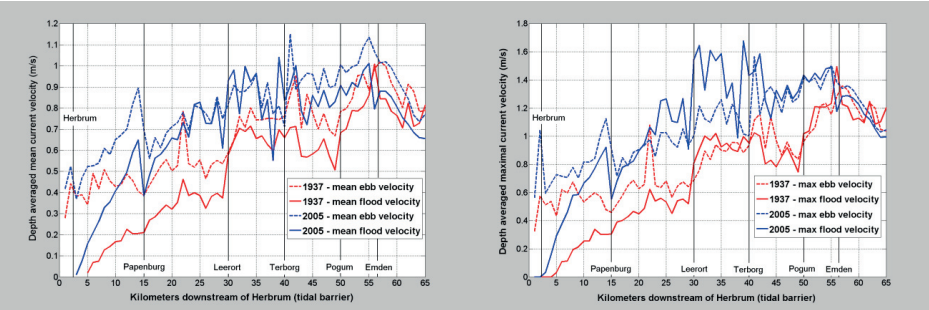 Depth averaged mean current velocity (m/s)
1.2
1.1
1
0.9
0.8
0.7
0.6
0.5
0.4
0.3
0.2
0.1
0
Herbrum
1937 - mean ebb velocity
1937 - mean flood velocity
2005 - mean ebb velocity
2005 - mean flood velocity
Papenburg Leerort Terborg Pogum Emden
0 5 10 15 20 25 30 35 40 45 50 55 60 65
Kilometers downstream of Herbrum (tidal barrier)
Depth averaged maximal current velocity (m/s)
1.8
1.6
1.4
1.2
1
0.8
0.6
0.4
0.2
0
Herbrum
1937 - max ebb velocity
1937 - max flood velocity
2005 - max ebb velocity
2005 - max flood velocity
Papenburg Leerort Terborg Pogum Emden
0 5 10 15 20 25 30 35 40 45 50 55 60 65
Kilometers downstream of Herbrum (tidal barrier)